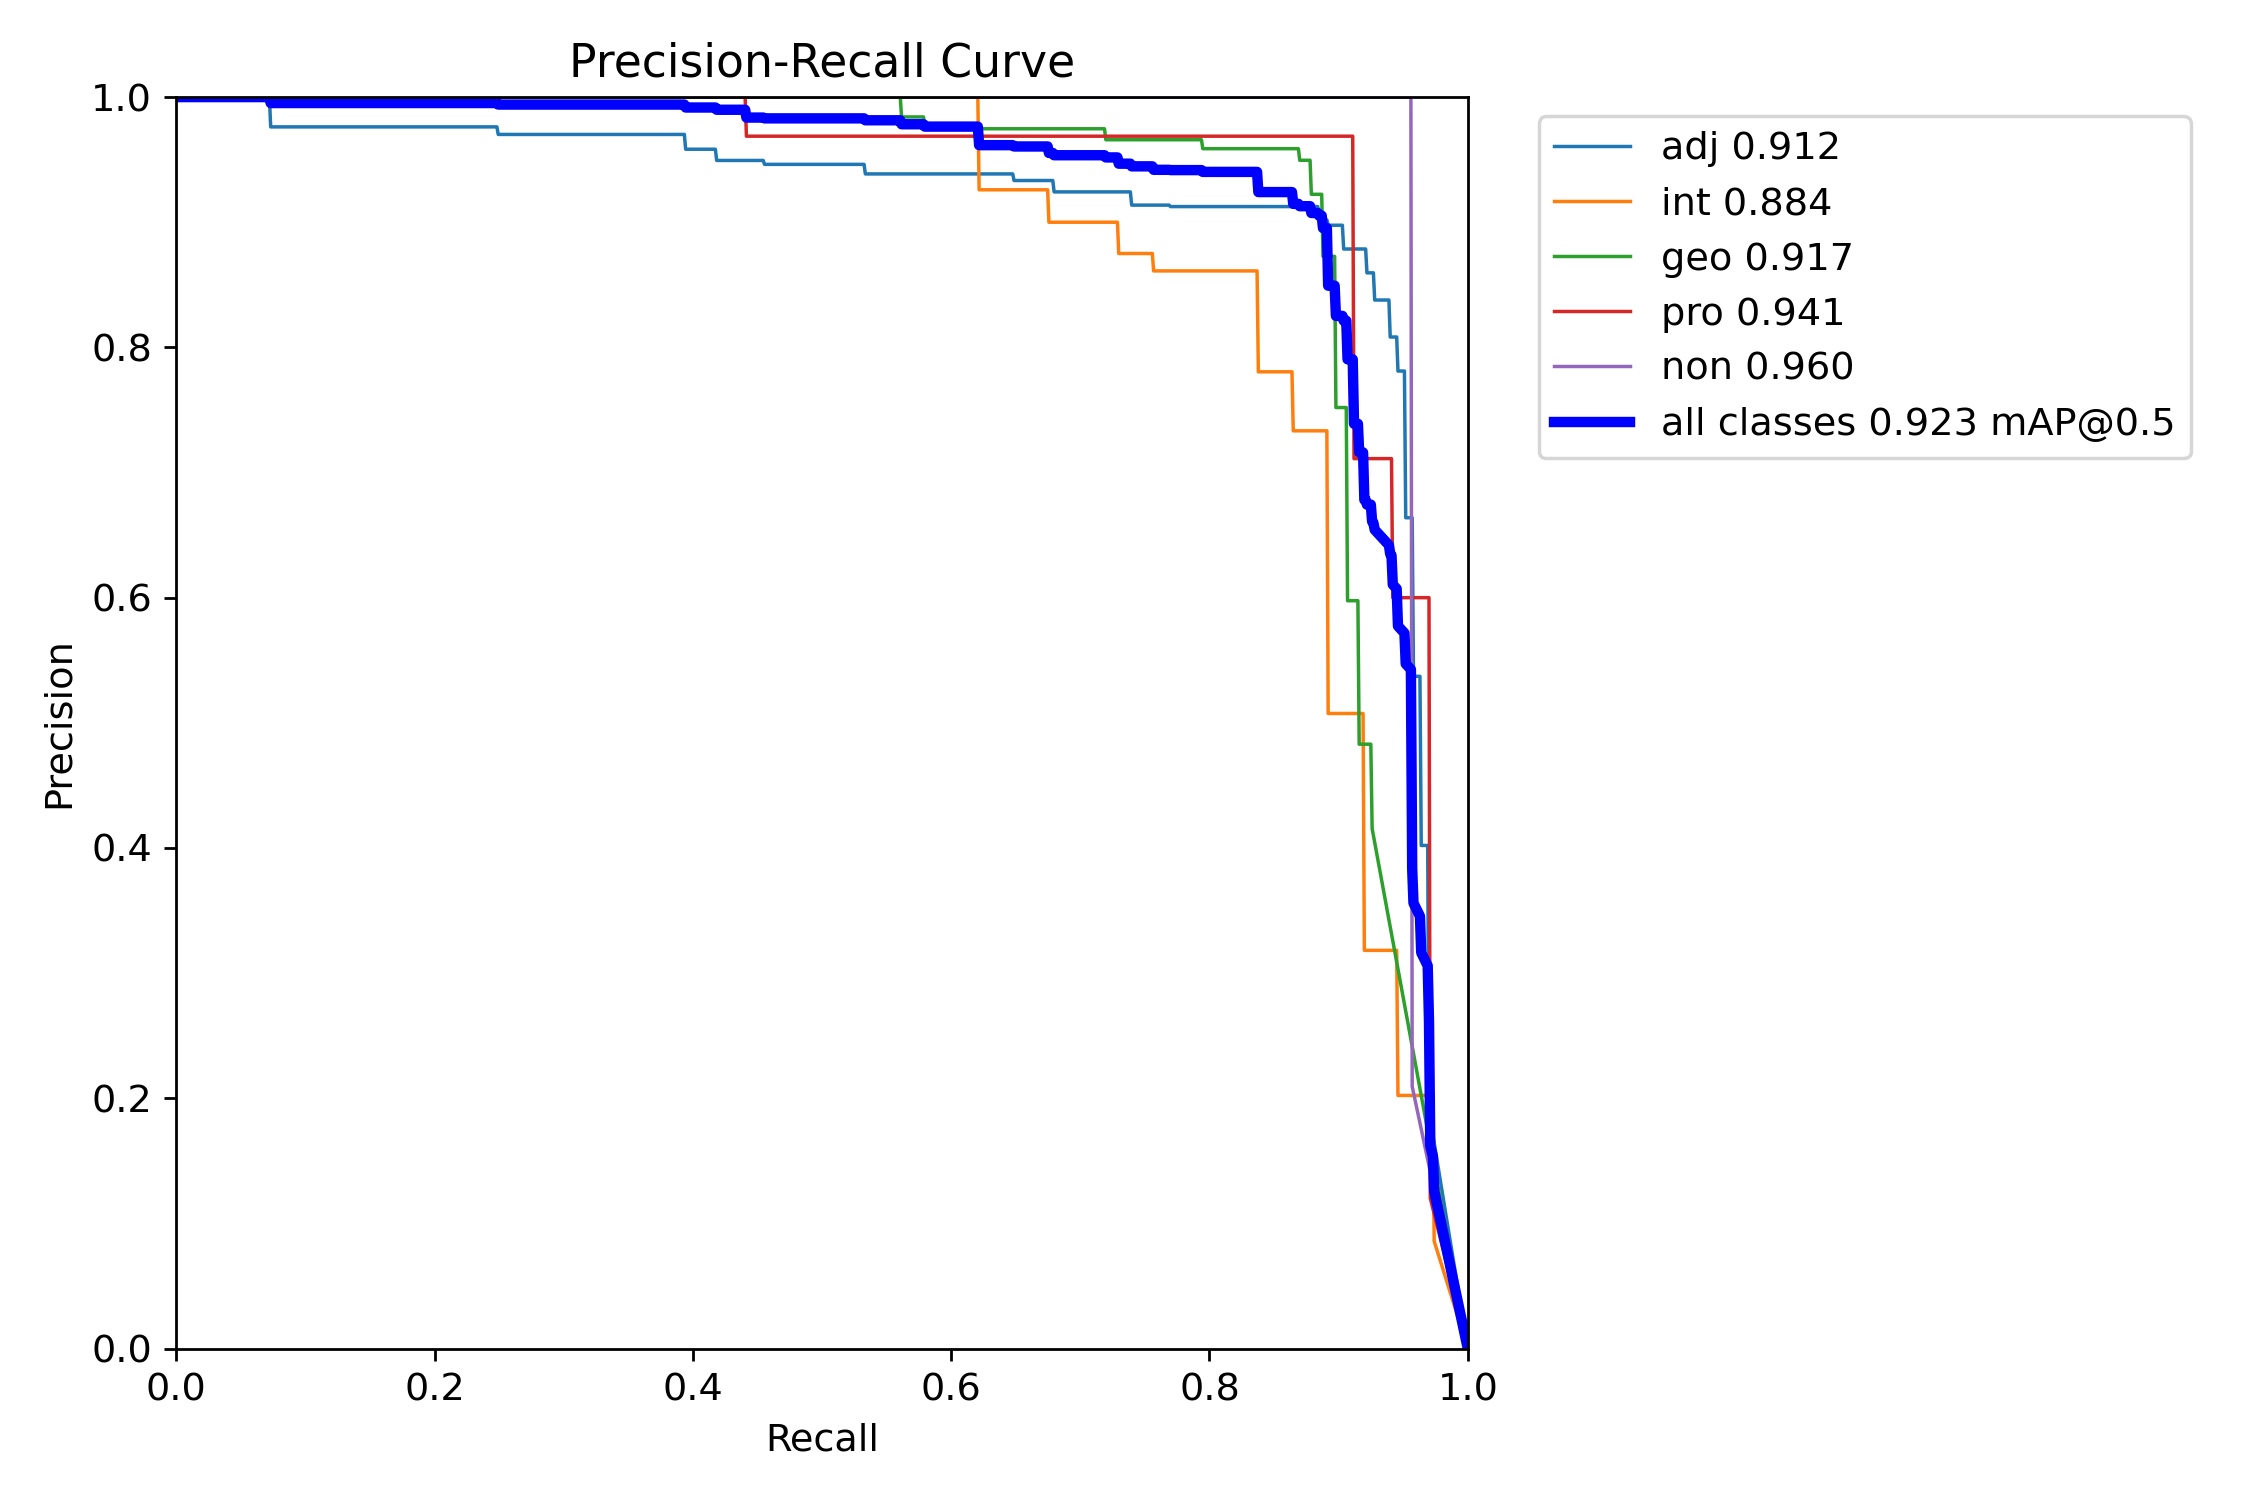 Precision-Recall Curve
1.0
0.8
0.6
0.4
0.2
0.0
Precision
0.0 0.2 0.4 0.6 0.8 1.0
Recall
adj 0.912
int 0.884
geo 0.917
pro 0.941
non 0.960
all classes 0.923 mAP@0.5